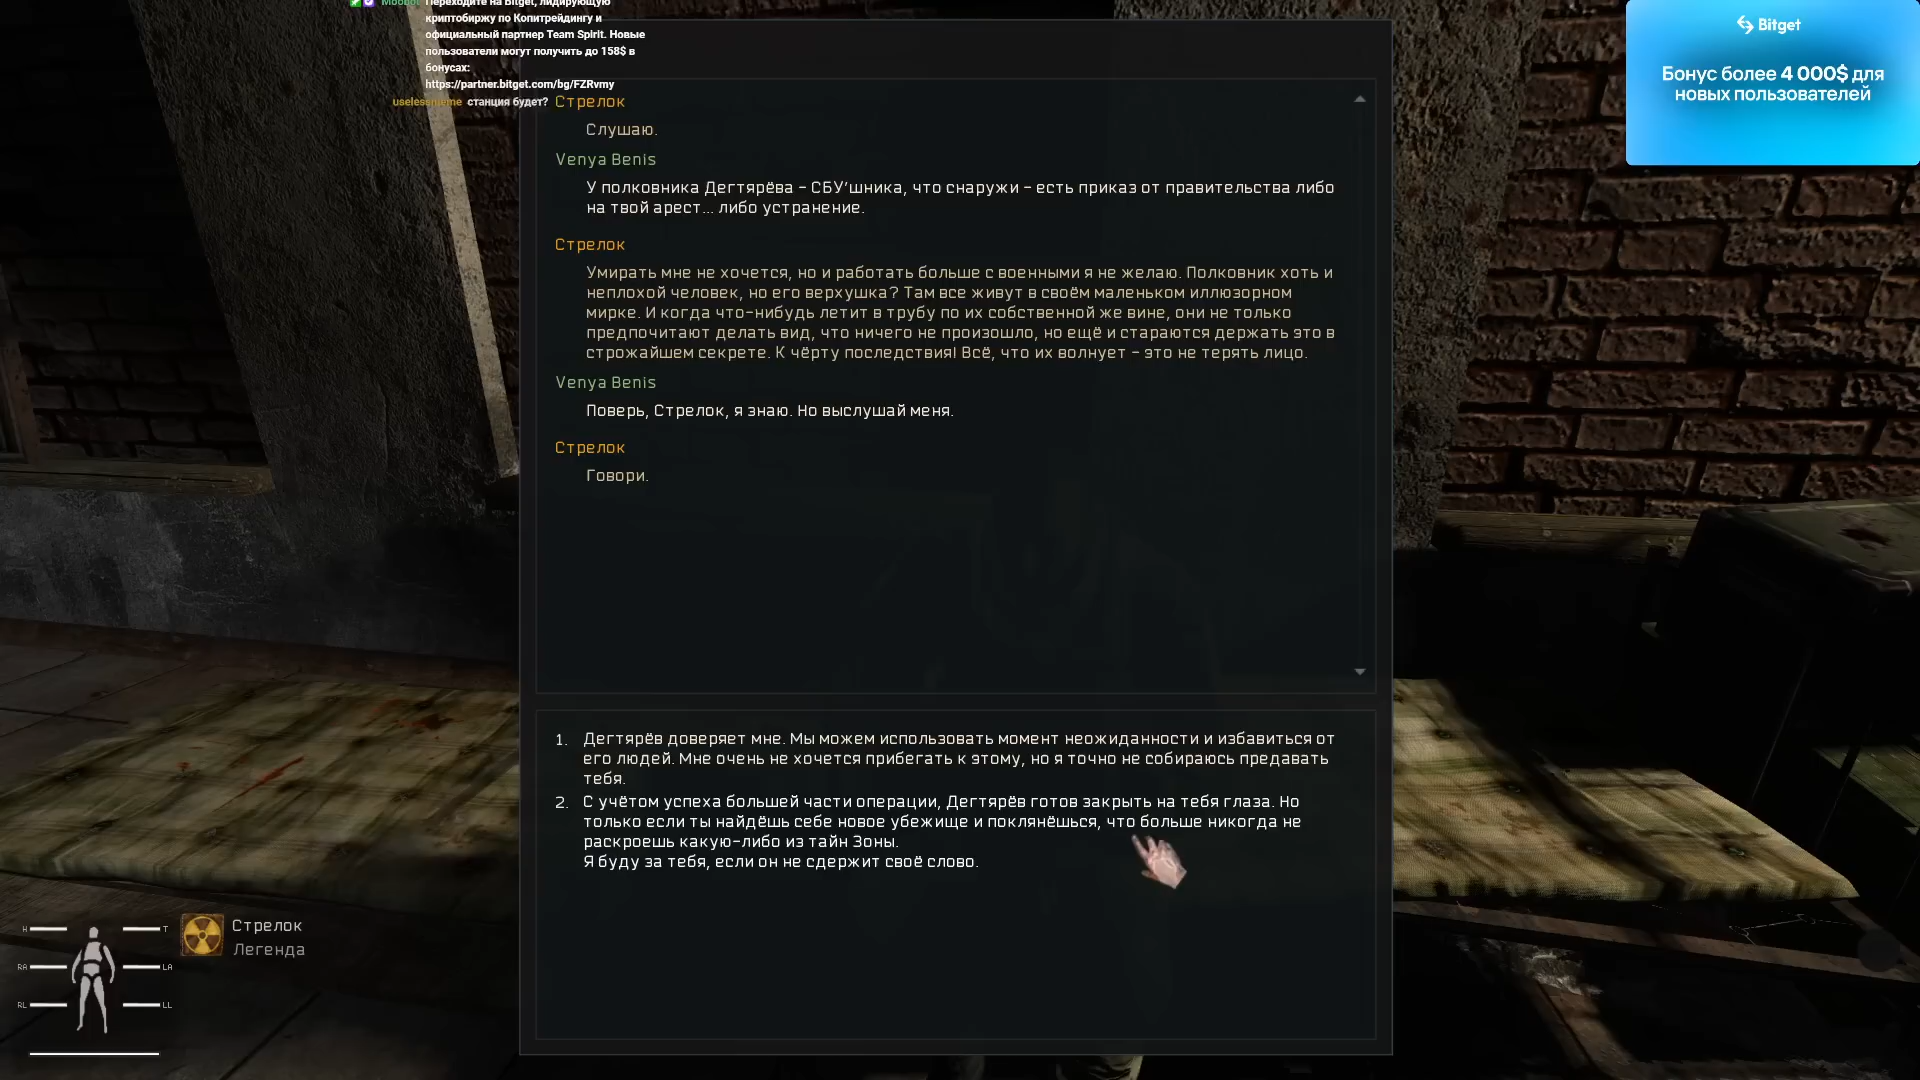 Moobot Переходите на Bitget, лидирующую
криптобиржу по Копитрейдингу и
официальный партнер Team Spirit. Новые
пользователи могут получить до 158$ в
бонусах:
https://partner.bitget.com/bg/FZRvmy
uselessmeme станция будет?
Bitget
Бонус более 4 000$ для
новых пользователей
Стрелок
Слушаю.
Venya Benis
У полковника Дегтярёва – СБУ'шника, что снаружи – есть приказ от правительства либо
на твой арест... либо устранение.
Стрелок
Умирать мне не хочется, но и работать больше с военными я не желаю. Полковник хоть и
неплохой человек, но его верхушка? Там все живут в своём маленьком иллюзорном
мирке. И когда что-нибудь летит в трубу по их собственной же вине, они не только
предпочитают делать вид, что ничего не произошло, но ещё и стараются держать это в
строжайшем секрете. К чёрту последствия! Всё, что их волнует – это не терять лицо.
Venya Benis
Поверь, Стрелок, я знаю. Но выслушай меня.
Стрелок
Говори.
1. Дегтярёв доверяет мне. Мы можем использовать момент неожиданности и избавиться от
его людей. Мне очень не хочется прибегать к этому, но я точно не собираюсь предавать
тебя.
2. С учётом успеха большей части операции, Дегтярёв готов закрыть на тебя глаза. Но
только если ты найдёшь себе новое убежище и поклянёшься, что больше никогда не
раскроешь какую-либо из тайн Зоны.
Я буду за тебя, если он не сдержит своё слово.
Стрелок
Легенда
H T
RA LA
RL LL